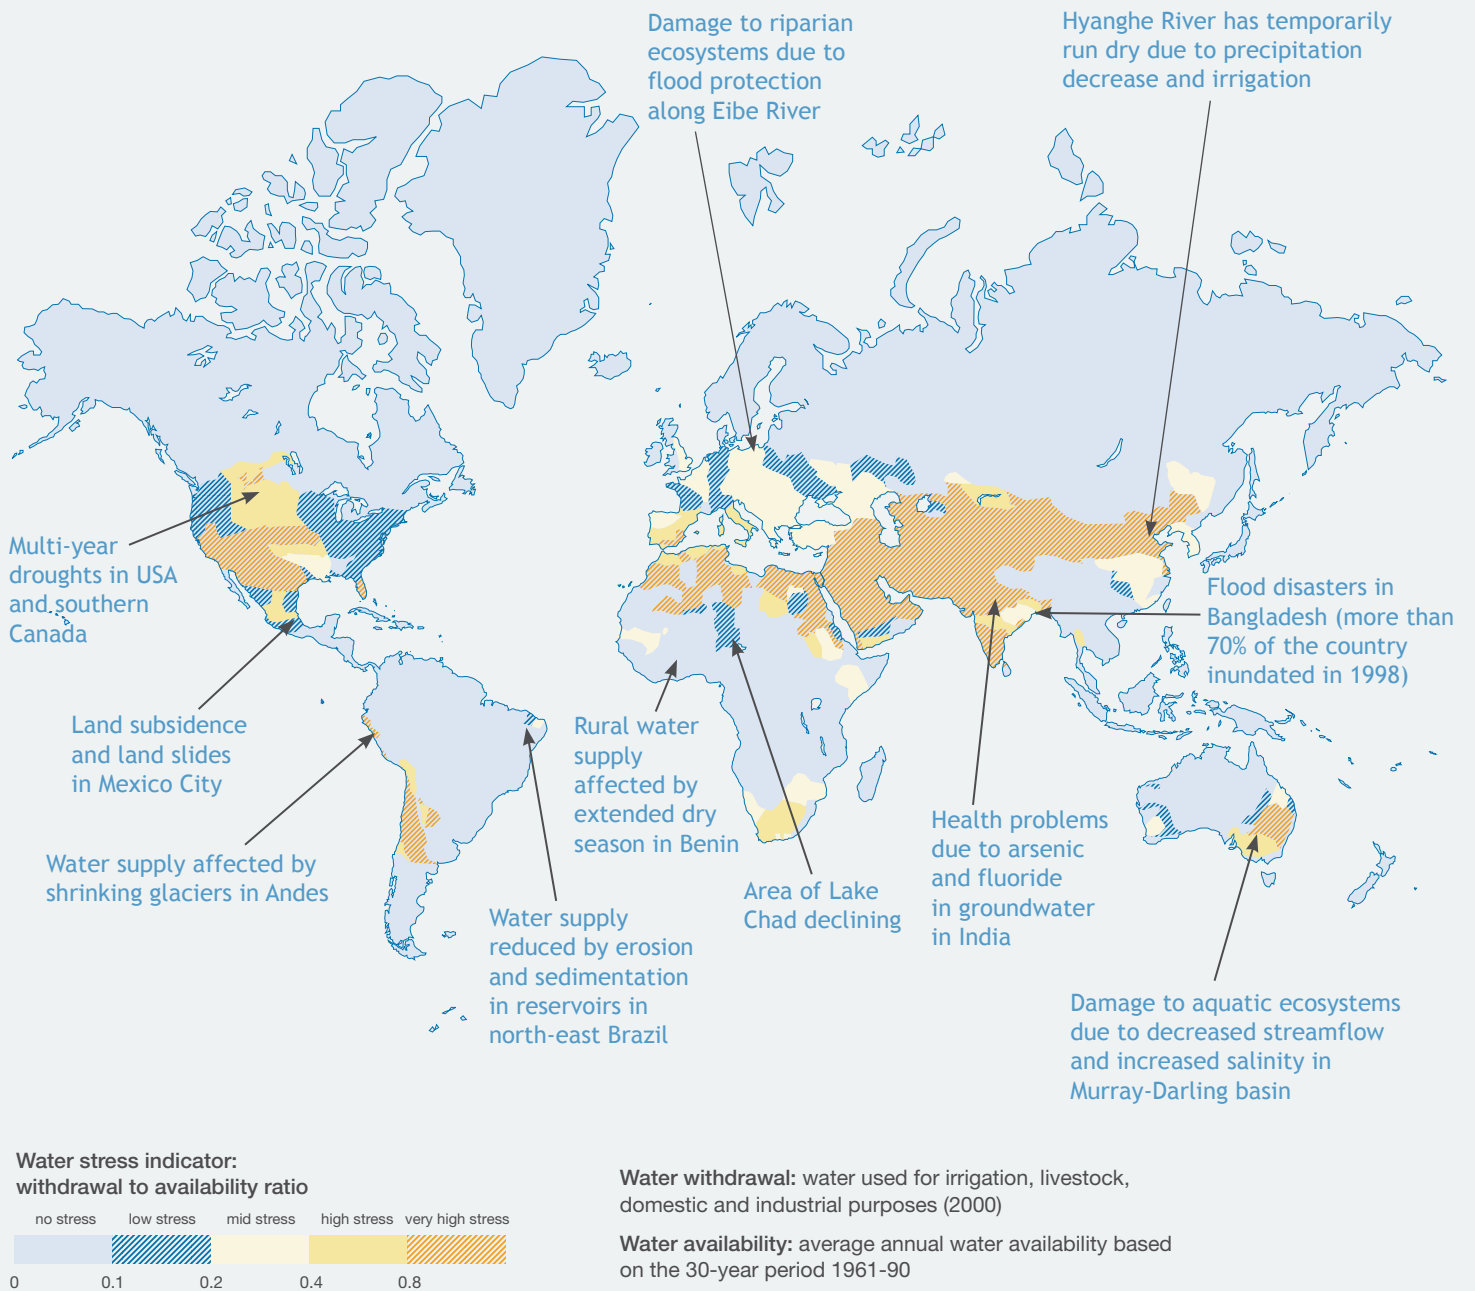 Damage to riparian
ecosystems due to
flood protection
along Eibe River
Hyanghe River has temporarily
run dry due to precipitation
decrease and irrigation
Multi-year
droughts in USA
and southern
Canada
Flood disasters in
Bangladesh (more than
70% of the country
inundated in 1998)
Land subsidence
and land slides
in Mexico City
Rural water
supply
affected by
extended dry
season in Benin
Water supply affected by
shrinking glaciers in Andes
Health problems
due to arsenic
and fluoride
in groundwater
in India
Area of Lake
Chad declining
Water supply
reduced by erosion
and sedimentation
in reservoirs in
north-east Brazil
Damage to aquatic ecosystems
due to decreased streamflow
and increased salinity in
Murray-Darling basin
Water stress indicator:
withdrawal to availability ratio
no stress low stress mid stress high stress very high stress
0 0.1 0.2 0.4 0.8
Water withdrawal: water used for irrigation, livestock,
domestic and industrial purposes (2000)
Water availability: average annual water availability based
on the 30-year period 1961-90